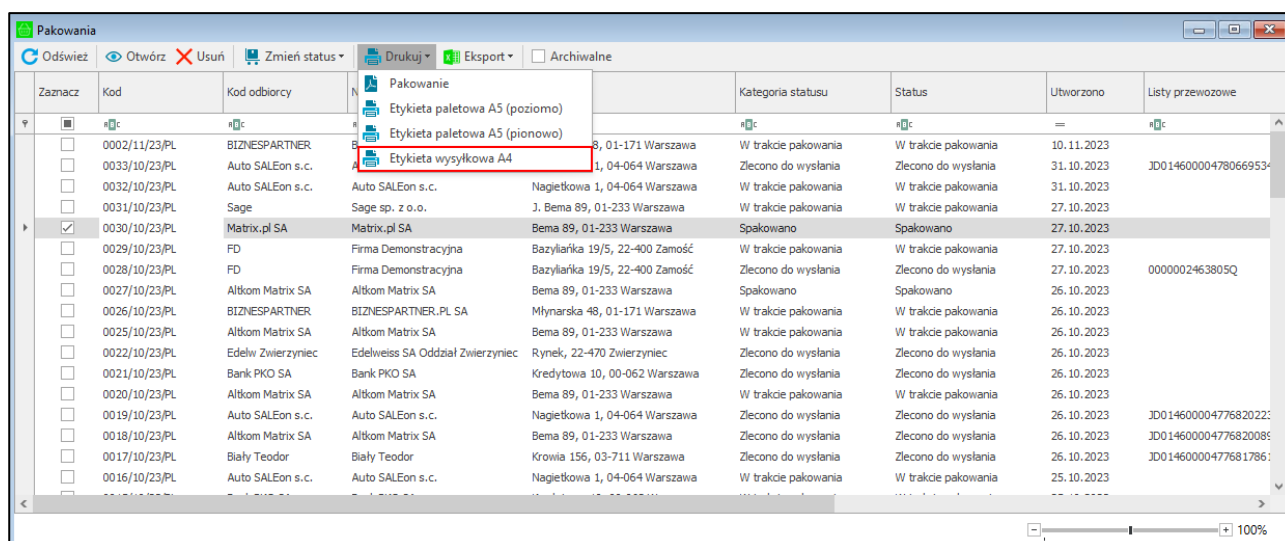 Pakowania
Odśwież Otwórz Usuń Zmień status Drukuj Eksport Archiwalne
Pakowanie
Etykieta paletowa A5 (poziomo)
Etykieta paletowa A5 (pionowo)
Etykieta wysyłkowa A4
Zaznacz Kod Kod odbiorcy N Kategoria statusu Status Utworzono Listy przewozowe
0002/11/23/PL BIZNESPARTNER B 8, 01-171 Warszawa W trakcie pakowania W trakcie pakowania 10.11.2023
0033/10/23/PL Auto SALEon s.c. A 1, 04-064 Warszawa Zlecono do wysłania Zlecono do wysłania 31.10.2023 JD014600004780669534
0032/10/23/PL Auto SALEon s.c. Auto SALEon s.c. Nagietkowa 1, 04-064 Warszawa W trakcie pakowania W trakcie pakowania 31.10.2023
0031/10/23/PL Sage Sage sp. z o.o. J. Bema 89, 01-233 Warszawa W trakcie pakowania W trakcie pakowania 27.10.2023
0030/10/23/PL Matrix.pl SA Matrix.pl SA Bema 89, 01-233 Warszawa Spakowano Spakowano 27.10.2023
0029/10/23/PL FD Firma Demonstracyjna Bazyliańka 19/5, 22-400 Zamość W trakcie pakowania W trakcie pakowania 27.10.2023
0028/10/23/PL FD Firma Demonstracyjna Bazyliańka 19/5, 22-400 Zamość Zlecono do wysłania Zlecono do wysłania 27.10.2023 0000002463805Q
0027/10/23/PL Altkom Matrix SA Altkom Matrix SA Bema 89, 01-233 Warszawa Spakowano Spakowano 26.10.2023
0026/10/23/PL BIZNESPARTNER BIZNESPARTNER.PL SA Młynarska 48, 01-171 Warszawa W trakcie pakowania W trakcie pakowania 26.10.2023
0025/10/23/PL Altkom Matrix SA Altkom Matrix SA Bema 89, 01-233 Warszawa W trakcie pakowania W trakcie pakowania 26.10.2023
0022/10/23/PL Edelw Zwierzyniec Edelweiss SA Oddział Zwierzyniec Rynek, 22-470 Zwierzyniec Zlecono do wysłania Zlecono do wysłania 26.10.2023
0021/10/23/PL Bank PKO SA Bank PKO SA Kredytowa 10, 00-062 Warszawa Zlecono do wysłania Zlecono do wysłania 26.10.2023
0020/10/23/PL Altkom Matrix SA Altkom Matrix SA Bema 89, 01-233 Warszawa W trakcie pakowania W trakcie pakowania 26.10.2023
0019/10/23/PL Auto SALEon s.c. Auto SALEon s.c. Nagietkowa 1, 04-064 Warszawa Zlecono do wysłania Zlecono do wysłania 26.10.2023 JD014600004776820223
0018/10/23/PL Altkom Matrix SA Altkom Matrix SA Bema 89, 01-233 Warszawa Zlecono do wysłania Zlecono do wysłania 26.10.2023 JD014600004776820089
0017/10/23/PL Biały Teodor Biały Teodor Krowia 156, 03-711 Warszawa Zlecono do wysłania Zlecono do wysłania 26.10.2023 JD014600004776817861
0016/10/23/PL Auto SALEon s.c. Auto SALEon s.c. Nagietkowa 1, 04-064 Warszawa W trakcie pakowania W trakcie pakowania 25.10.2023
100%